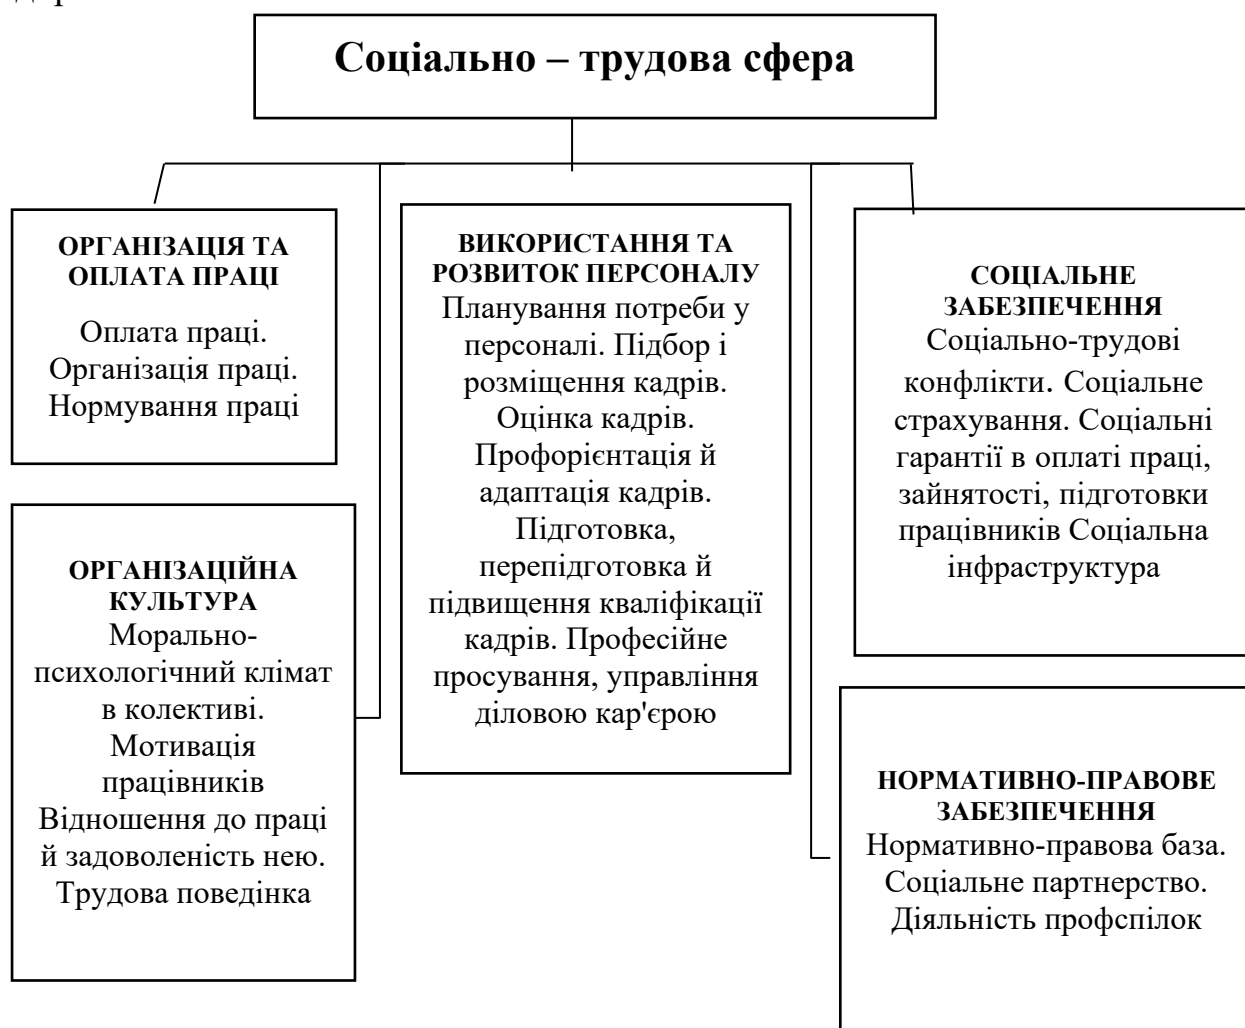 Соціально – трудова сфера
ОРГАНІЗАЦІЯ ТА
ОПЛАТА ПРАЦІ
Оплата праці.
Організація праці.
Нормування праці
ОРГАНІЗАЦІЙНА
КУЛЬТУРА
Морально-
психологічний клімат
в колективі.
Мотивація
працівників
Відношення до праці
й задоволеність нею.
Трудова поведінка
ВИКОРИСТАННЯ ТА
РОЗВИТОК ПЕРСОНАЛУ
Планування потреби у
персоналі. Підбор і
розміщення кадрів.
Оцінка кадрів.
Профорієнтація й
адаптація кадрів.
Підготовка,
перепідготовка й
підвищення кваліфікації
кадрів. Професійне
просування, управління
діловою кар'єрою
СОЦІАЛЬНЕ
ЗАБЕЗПЕЧЕННЯ
Соціально-трудові
конфлікти. Соціальне
страхування. Соціальні
гарантії в оплаті праці,
зайнятості, підготовки
працівників Соціальна
інфраструктура
НОРМАТИВНО-ПРАВОВЕ
ЗАБЕЗПЕЧЕННЯ
Нормативно-правова база.
Соціальне партнерство.
Діяльність профспілок